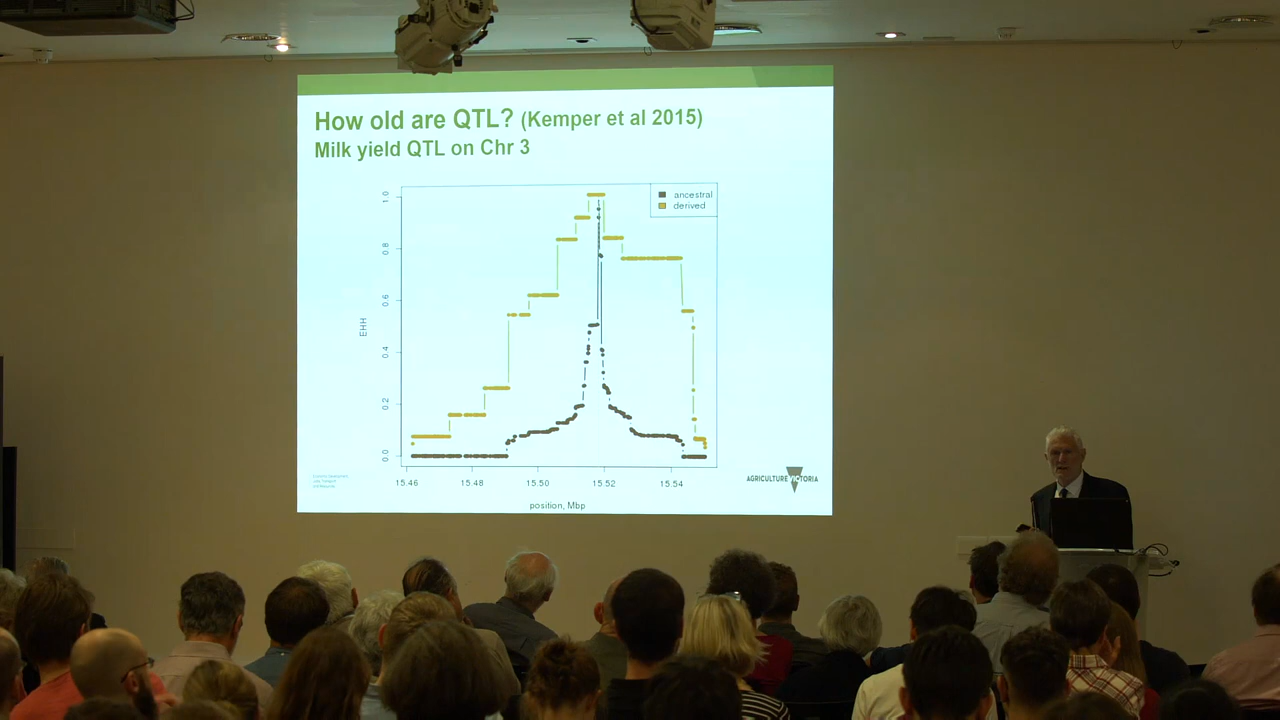 How old are QTL? (Kemper et al 2015)
Milk yield QTL on Chr 3
ancestral
derived
1.0
0.8
0.6
0.4
0.2
0.0
EHH
15.46 15.48 15.50 15.52 15.54
position, Mbp
AGRICULTURE VICTORIA